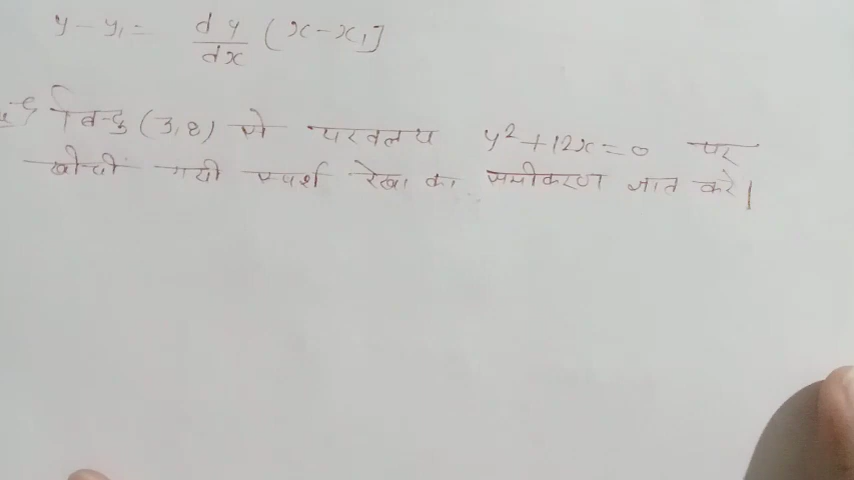 y - y₁ = dy/dx (x - x₁]
बिन्दु (3,8) से परवलय y² + 12x = 0 पर
खीची गयी स्पर्श रेखा का समीकरण ज्ञात करे।